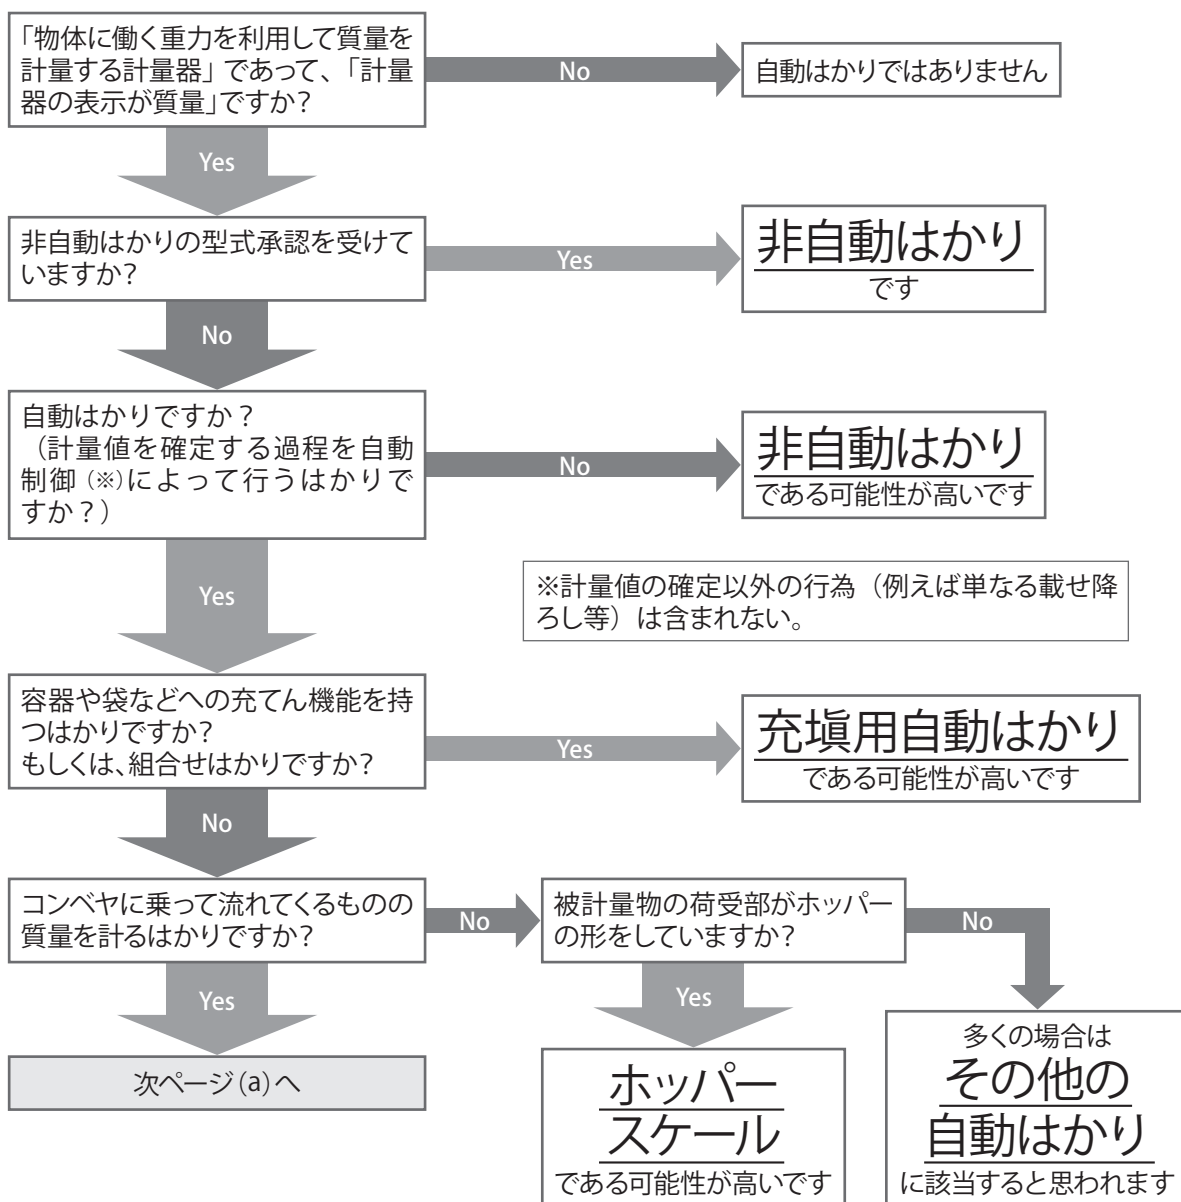 「物体に働く重力を利用して質量を
計量する計量器」であって、「計量
器の表示が質量」ですか?
No
自動はかりではありません
Yes
非自動はかりの型式承認を受けて
いますか?
Yes
非自動はかり
です
No
自動はかりですか?
(計量値を確定する過程を自動
制御(※)によって行うはかりで
すか?)
No
非自動はかり
である可能性が高いです
Yes
※計量値の確定以外の行為(例えば単なる載せ降
ろし等)は含まれない。
容器や袋などへの充てん機能を持
つはかりですか?
もしくは、組合せはかりですか?
Yes
充塡用自動はかり
である可能性が高いです
No
コンベヤに乗って流れてくるものの
質量を計るはかりですか?
No
被計量物の荷受部がホッパー
の形をしていますか?
No
Yes
次ページ(a)へ
Yes
ホッパー
スケール
である可能性が高いです
多くの場合は
その他の
自動はかり
に該当すると思われます